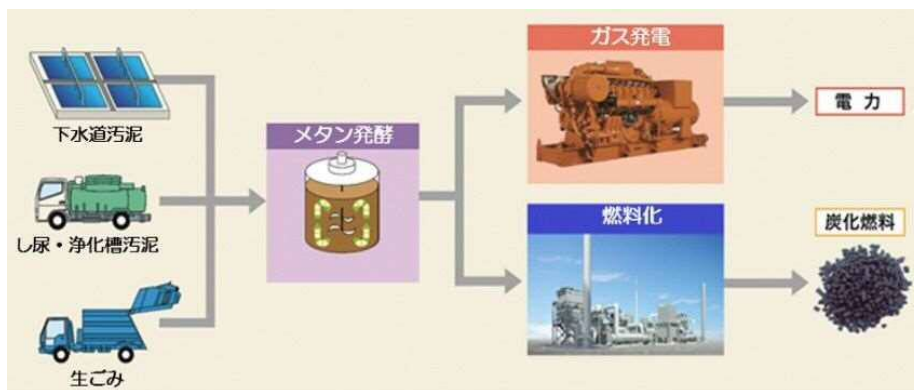 下水道汚泥
し尿・浄化槽汚泥
生ごみ
メタン発酵
ガス発電
燃料化
電力
炭化燃料